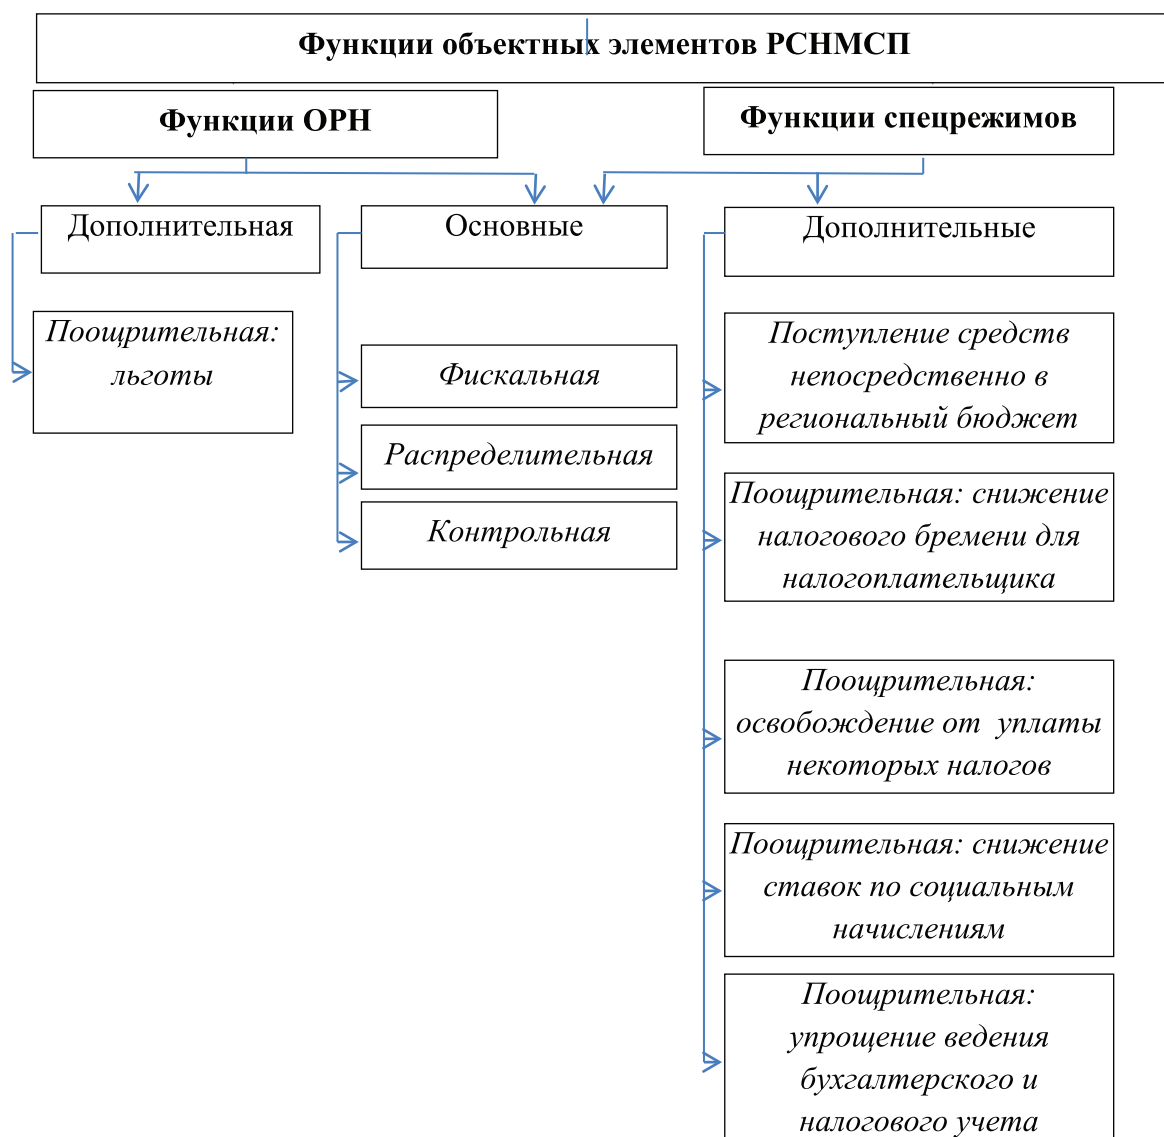 Функции объектных элементов РСНМСП
Функции ОРН
Функции спецрежимов
Дополнительная
Основные
Дополнительные
Поощрительная:
льготы
Фискальная
Распределительная
Контрольная
Поступление средств
непосредственно в
региональный бюджет
Поощрительная: снижение
налогового бремени для
налогоплательщика
Поощрительная:
освобождение от уплаты
некоторых налогов
Поощрительная: снижение
ставок по социальным
начислениям
Поощрительная:
упрощение ведения
бухгалтерского и
налогового учета